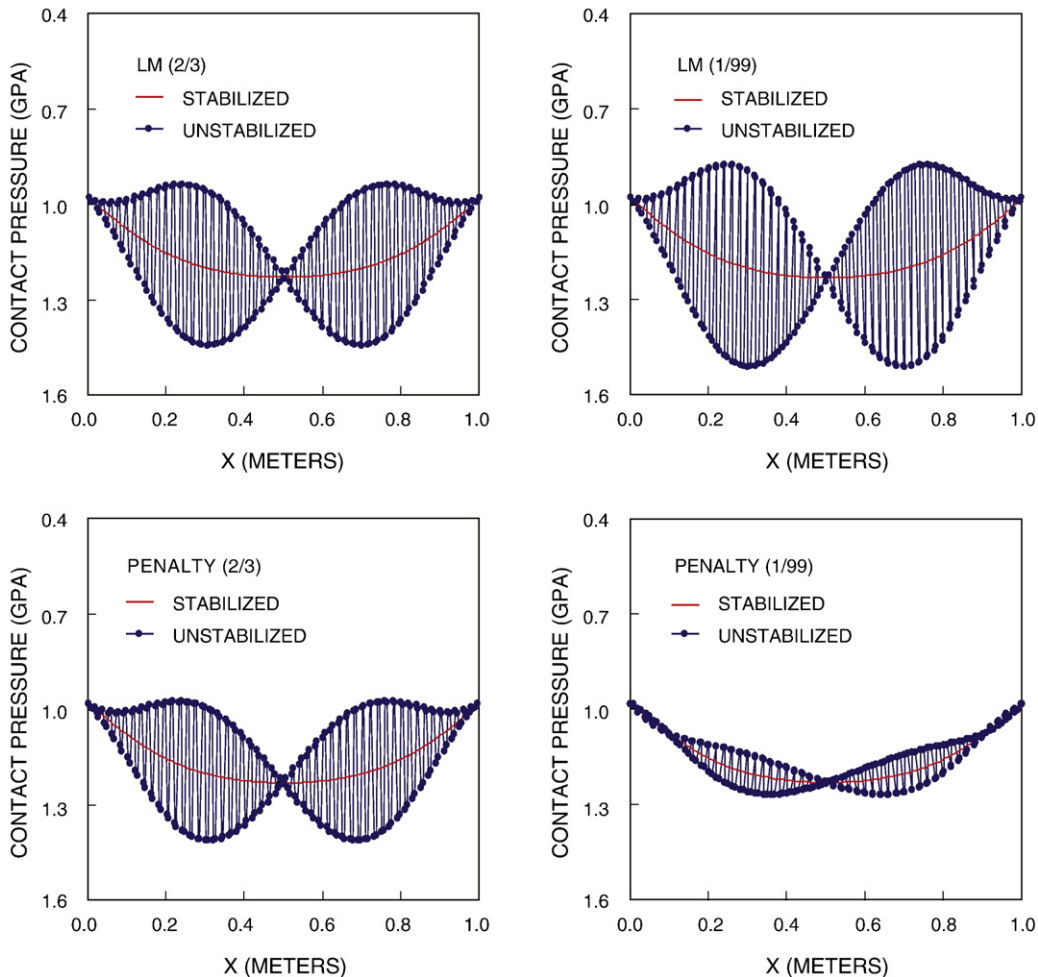 0.4
LM (2/3)
STABILIZED
0.7
UNSTABILIZED
1.0
1.3
1.6
CONTACT PRESSURE (GPA)
0.0 0.2 0.4 0.6 0.8 1.0
X (METERS)
0.4
LM (1/99)
STABILIZED
0.7
UNSTABILIZED
1.0
1.3
1.6
CONTACT PRESSURE (GPA)
0.0 0.2 0.4 0.6 0.8 1.0
X (METERS)
0.4
PENALTY (2/3)
STABILIZED
0.7
UNSTABILIZED
1.0
1.3
1.6
CONTACT PRESSURE (GPA)
0.0 0.2 0.4 0.6 0.8 1.0
X (METERS)
0.4
PENALTY (1/99)
STABILIZED
0.7
UNSTABILIZED
1.0
1.3
1.6
CONTACT PRESSURE (GPA)
0.0 0.2 0.4 0.6 0.8 1.0
X (METERS)